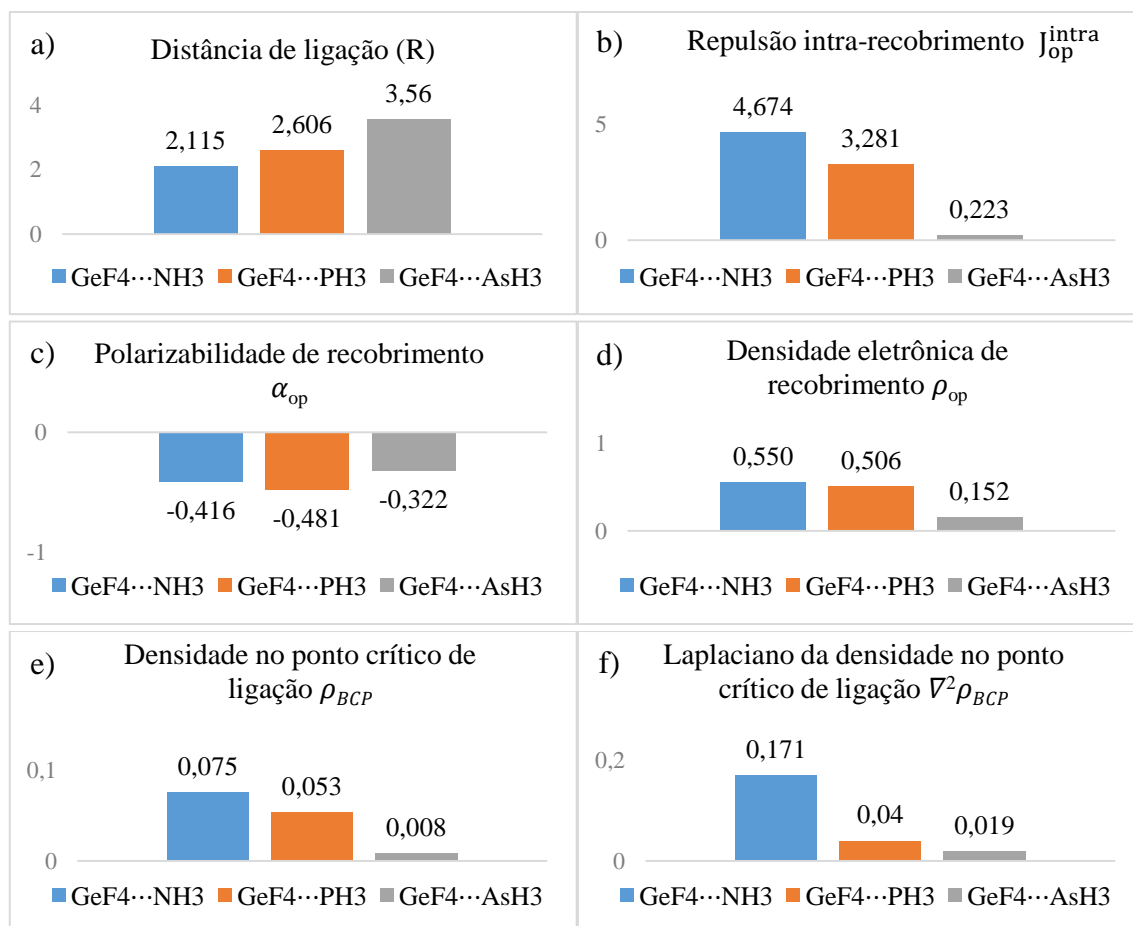 a)
Distância de ligação (R)
4
2
0
2,115
2,606
3,56
GeF4···NH3 GeF4···PH3 GeF4···AsH3
b)
Repulsão intra-recobrimento J_op^intra
5
0
4,674
3,281
0,223
GeF4···NH3 GeF4···PH3 GeF4···AsH3
c)
Polarizabilidade de recobrimento
α_op
0
-1
-0,416
-0,481
-0,322
GeF4···NH3 GeF4···PH3 GeF4···AsH3
d)
Densidade eletrônica de
recobrimento ρ_op
1
0
0,550
0,506
0,152
GeF4···NH3 GeF4···PH3 GeF4···AsH3
e)
Densidade no ponto crítico de
ligação ρ_BCP
0,1
0
0,075
0,053
0,008
GeF4···NH3 GeF4···PH3 GeF4···AsH3
f)
Laplaciano da densidade no ponto
crítico de ligação ∇²ρ_BCP
0,2
0
0,171
0,04
0,019
GeF4···NH3 GeF4···PH3 GeF4···AsH3